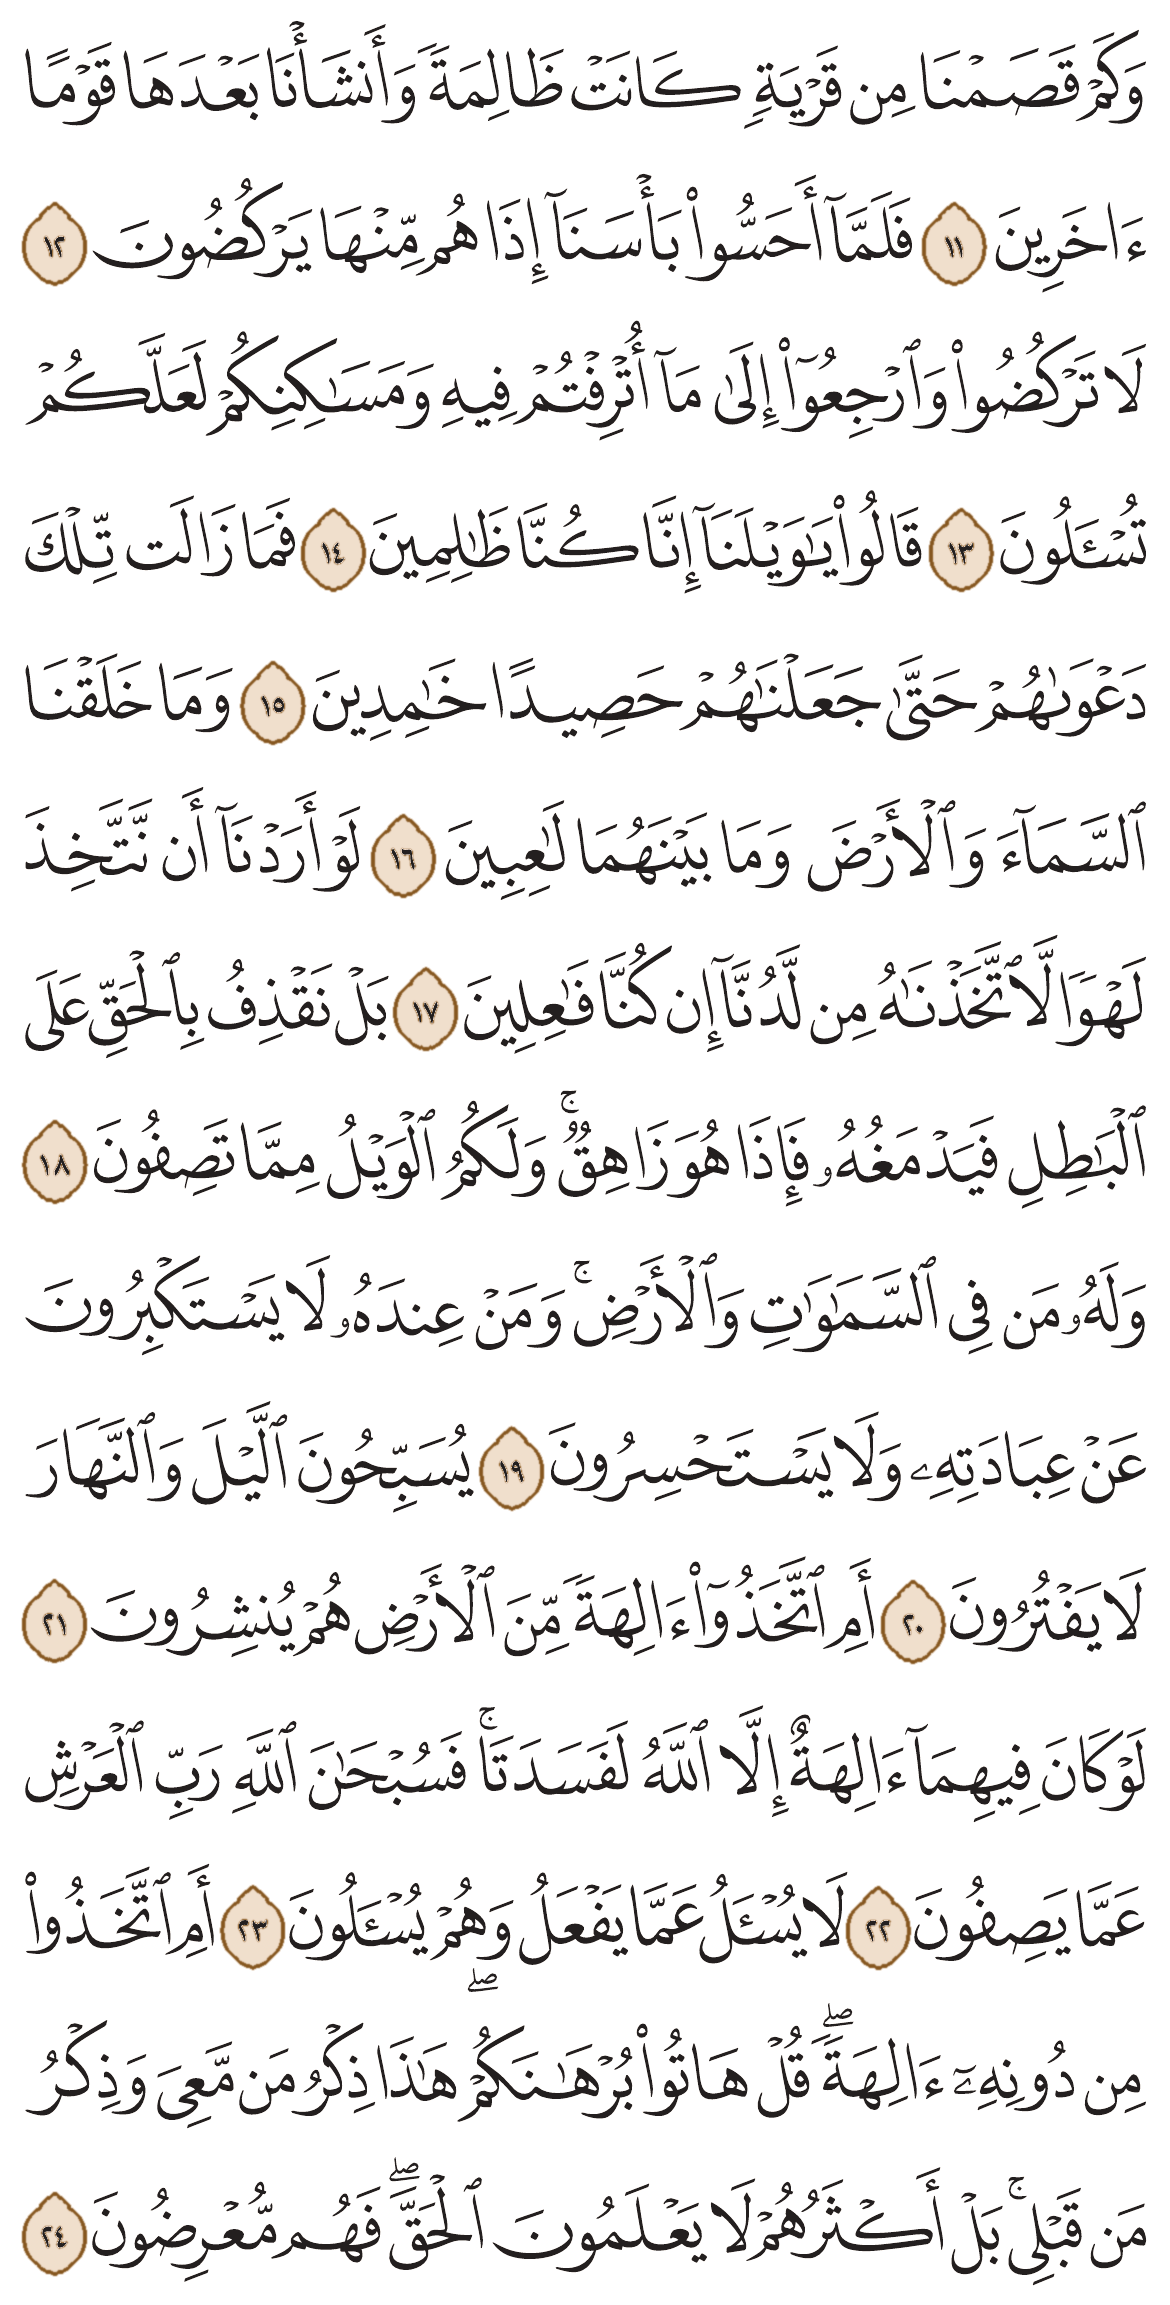 وَكَمْ قَصَمْنَا مِن قَرْيَةٍ كَانَتْ ظَالِمَةً وَأَنشَأْنَا بَعْدَهَا قَوْمًا
ءَاخَرِينَ ١١ فَلَمَّآ أَحَسُّوا۟ بَأْسَنَآ إِذَا هُم مِّنْهَا يَرْكُضُونَ ١٢
لَا تَرْكُضُوا۟ وَٱرْجِعُوٓا۟ إِلَىٰ مَآ أُتْرِفْتُمْ فِيهِ وَمَسَـٰكِنِكُمْ لَعَلَّكُمْ
تُسْـَٔلُونَ ١٣ قَالُوا۟ يَـٰوَيْلَنَآ إِنَّا كُنَّا ظَـٰلِمِينَ ١٤ فَمَا زَالَت تِّلْكَ
دَعْوَىٰهُمْ حَتَّىٰ جَعَلْنَـٰهُمْ حَصِيدًا خَـٰمِدِينَ ١٥ وَمَا خَلَقْنَا
ٱلسَّمَآءَ وَٱلْأَرْضَ وَمَا بَيْنَهُمَا لَـٰعِبِينَ ١٦ لَوْ أَرَدْنَآ أَن نَّتَّخِذَ
لَهْوًا لَّٱتَّخَذْنَـٰهُ مِن لَّدُنَّآ إِن كُنَّا فَـٰعِلِينَ ١٧ بَلْ نَقْذِفُ بِٱلْحَقِّ عَلَى
ٱلْبَـٰطِلِ فَيَدْمَغُهُۥ فَإِذَا هُوَ زَاهِقٌۚ وَلَكُمُ ٱلْوَيْلُ مِمَّا تَصِفُونَ ١٨
وَلَهُۥ مَن فِى ٱلسَّمَـٰوَٰتِ وَٱلْأَرْضِۚ وَمَنْ عِندَهُۥ لَا يَسْتَكْبِرُونَ
عَنْ عِبَادَتِهِۦ وَلَا يَسْتَحْسِرُونَ ١٩ يُسَبِّحُونَ ٱلَّيْلَ وَٱلنَّهَارَ
لَا يَفْتُرُونَ ٢٠ أَمِ ٱتَّخَذُوٓا۟ ءَالِهَةً مِّنَ ٱلْأَرْضِ هُمْ يُنشِرُونَ ٢١
لَوْ كَانَ فِيهِمَآ ءَالِهَةٌ إِلَّا ٱللَّهُ لَفَسَدَتَاۚ فَسُبْحَـٰنَ ٱللَّهِ رَبِّ ٱلْعَرْشِ
عَمَّا يَصِفُونَ ٢٢ لَا يُسْـَٔلُ عَمَّا يَفْعَلُ وَهُمْ يُسْـَٔلُونَ ٢٣ أَمِ ٱتَّخَذُوا۟
مِن دُونِهِۦٓ ءَالِهَةًۖ قُلْ هَاتُوا۟ بُرْهَـٰنَكُمْۖ هَـٰذَا ذِكْرُ مَن مَّعِىَ وَذِكْرُ
مَن قَبْلِىۚ بَلْ أَكْثَرُهُمْ لَا يَعْلَمُونَ ٱلْحَقَّۖ فَهُم مُّعْرِضُونَ ٢٤